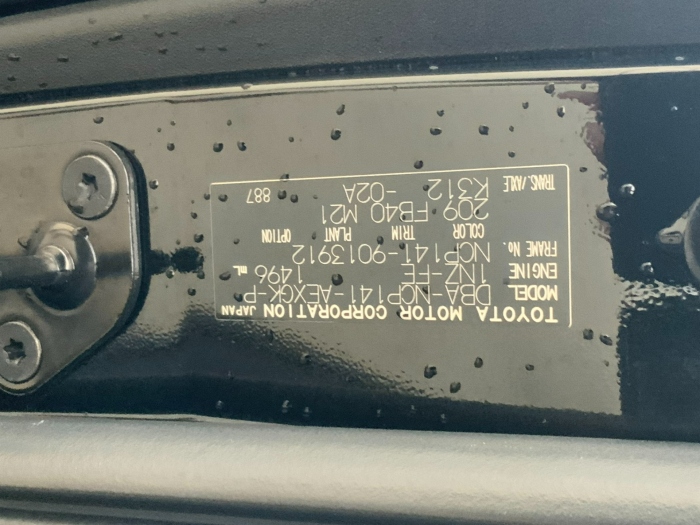 TOYOTA MOTOR CORPORATION JAPAN
MODEL DBA-NCP141-AEXGK-P
ENGINE 1NZ-FE 1496 mL
FRAME No. NCP141-9013912
COLOR TRIM PLANT OPTION
209 FB40 M21
TRANS./AXLE K312 -02A 887